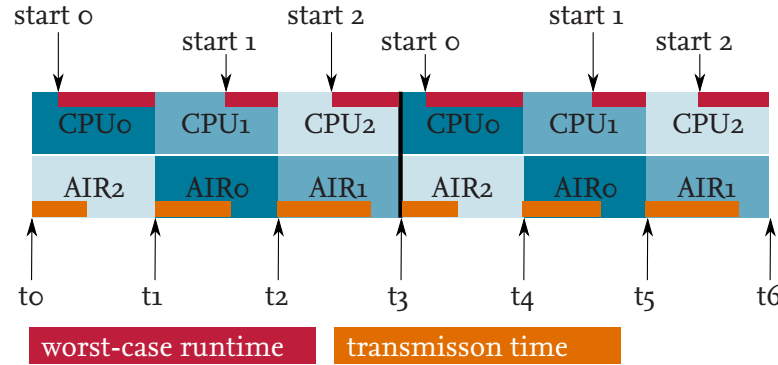 start 0 start 1 start 2 start 0 start 1 start 2
CPU0 CPU1 CPU2 CPU0 CPU1 CPU2
AIR2 AIR0 AIR1 AIR2 AIR0 AIR1
t0 t1 t2 t3 t4 t5 t6
worst-case runtime transmisson time